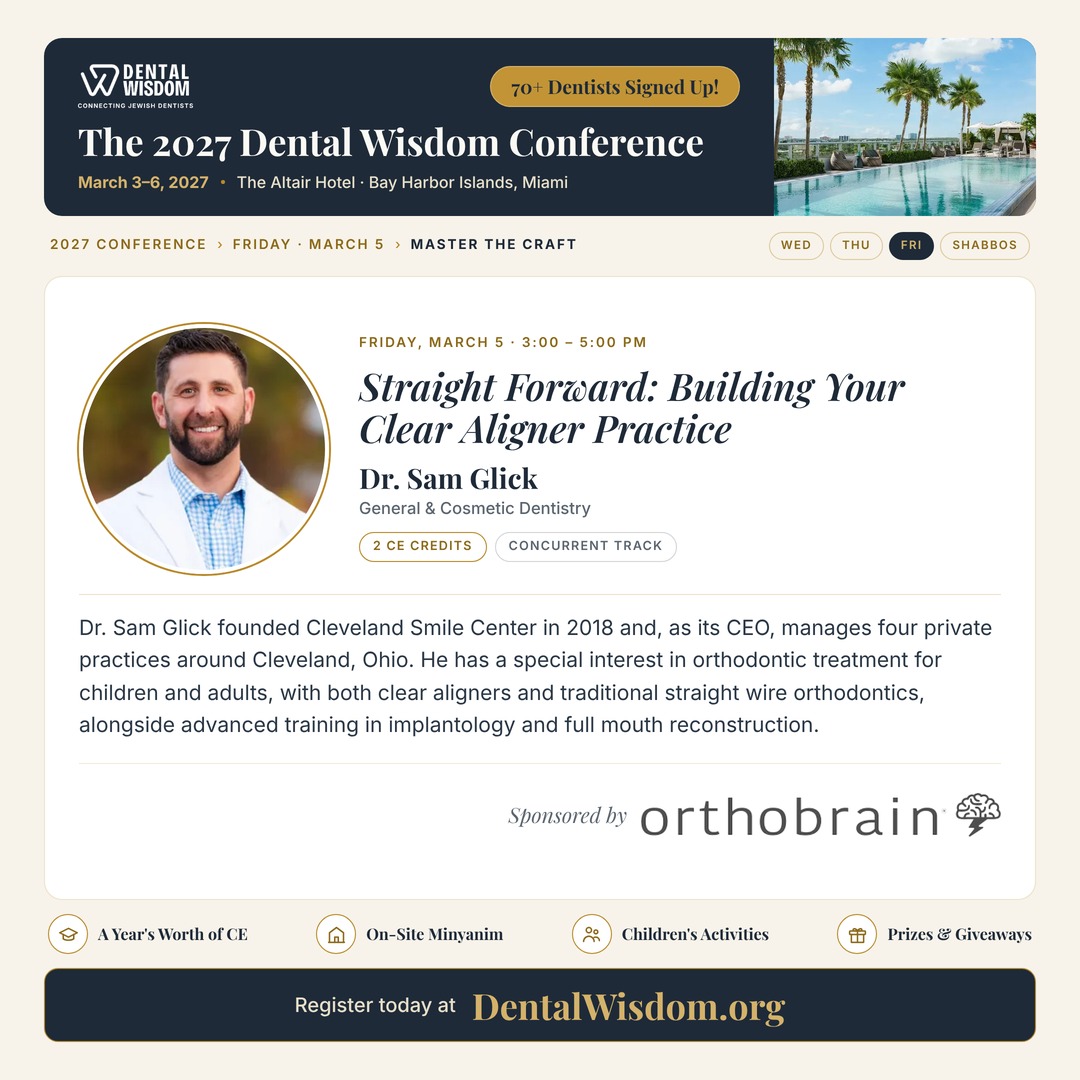 DENTAL
WISDOM
CONNECTING JEWISH DENTISTS
70+ Dentists Signed Up!
The 2027 Dental Wisdom Conference
March 3–6, 2027 • The Altair Hotel · Bay Harbor Islands, Miami
2027 CONFERENCE › FRIDAY · MARCH 5 › MASTER THE CRAFT
WED THU FRI SHABBOS
FRIDAY, MARCH 5 · 3:00 – 5:00 PM
Straight Forward: Building Your
Clear Aligner Practice
Dr. Sam Glick
General & Cosmetic Dentistry
2 CE CREDITS CONCURRENT TRACK
Dr. Sam Glick founded Cleveland Smile Center in 2018 and, as its CEO, manages four private
practices around Cleveland, Ohio. He has a special interest in orthodontic treatment for
children and adults, with both clear aligners and traditional straight wire orthodontics,
alongside advanced training in implantology and full mouth reconstruction.
Sponsored by orthobrain
A Year's Worth of CE On-Site Minyanim Children's Activities Prizes & Giveaways
Register today at DentalWisdom.org